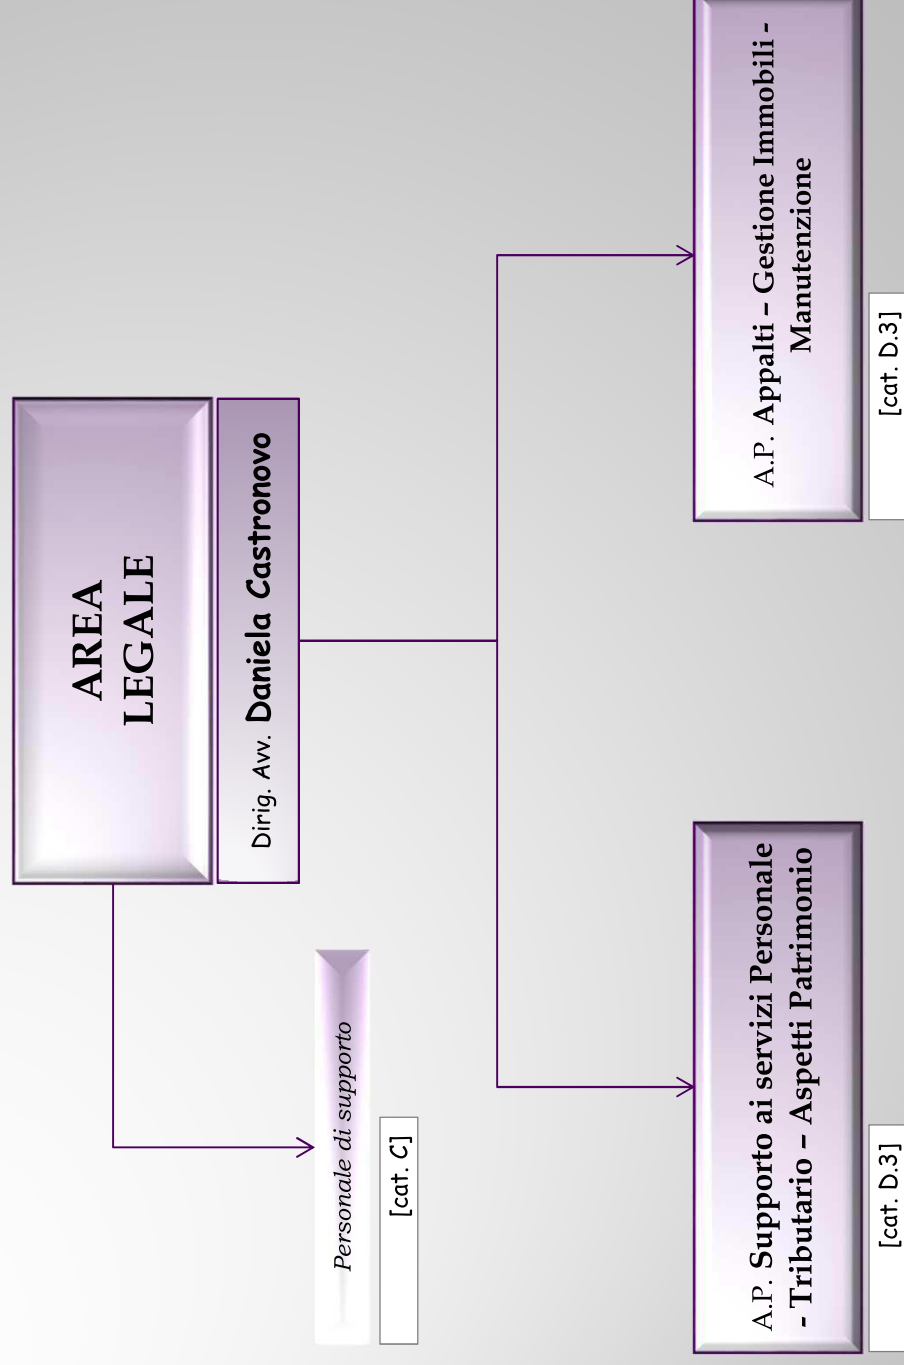 AREA
LEGALE
Dirig. Avv. Daniela Castronovo
Personale di supporto
[cat. C]
A.P. Supporto ai servizi Personale
- Tributario – Aspetti Patrimonio
[cat. D.3]
A.P. Appalti – Gestione Immobili -
Manutenzione
[cat. D.3]